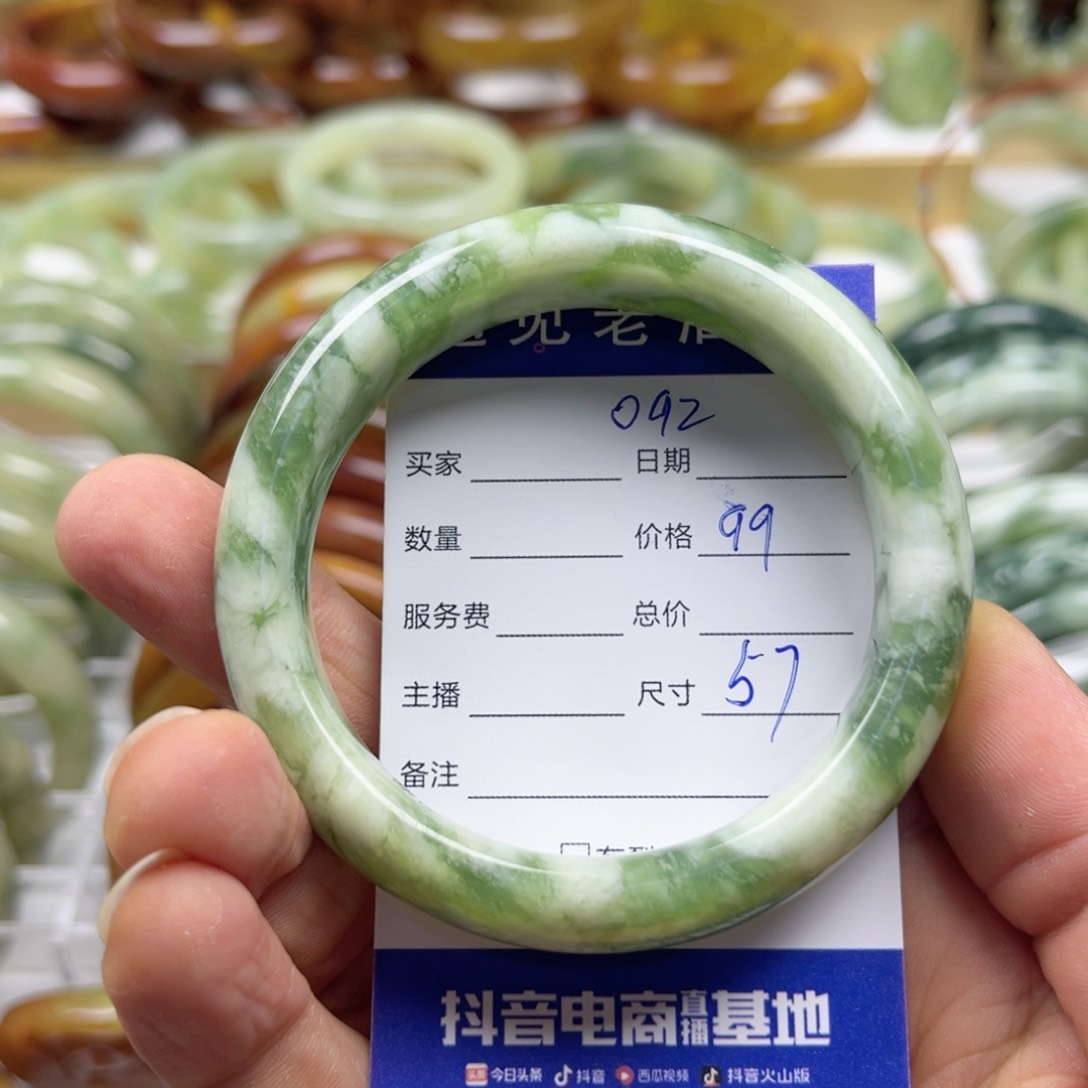 见老
092
买家 日期
数量 价格 99
服务费 总价
主播 尺寸 57
备注
抖音电商直播基地
今日头条 抖音 西瓜视频 抖音火山版